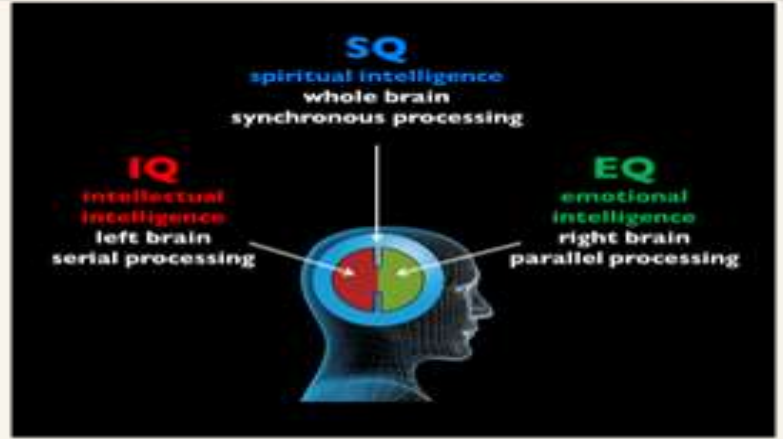 SQ
spiritual intelligence
whole brain
synchronous processing
IQ
intellectual
intelligence
left brain
serial processing
EQ
emotional
intelligence
right brain
parallel processing